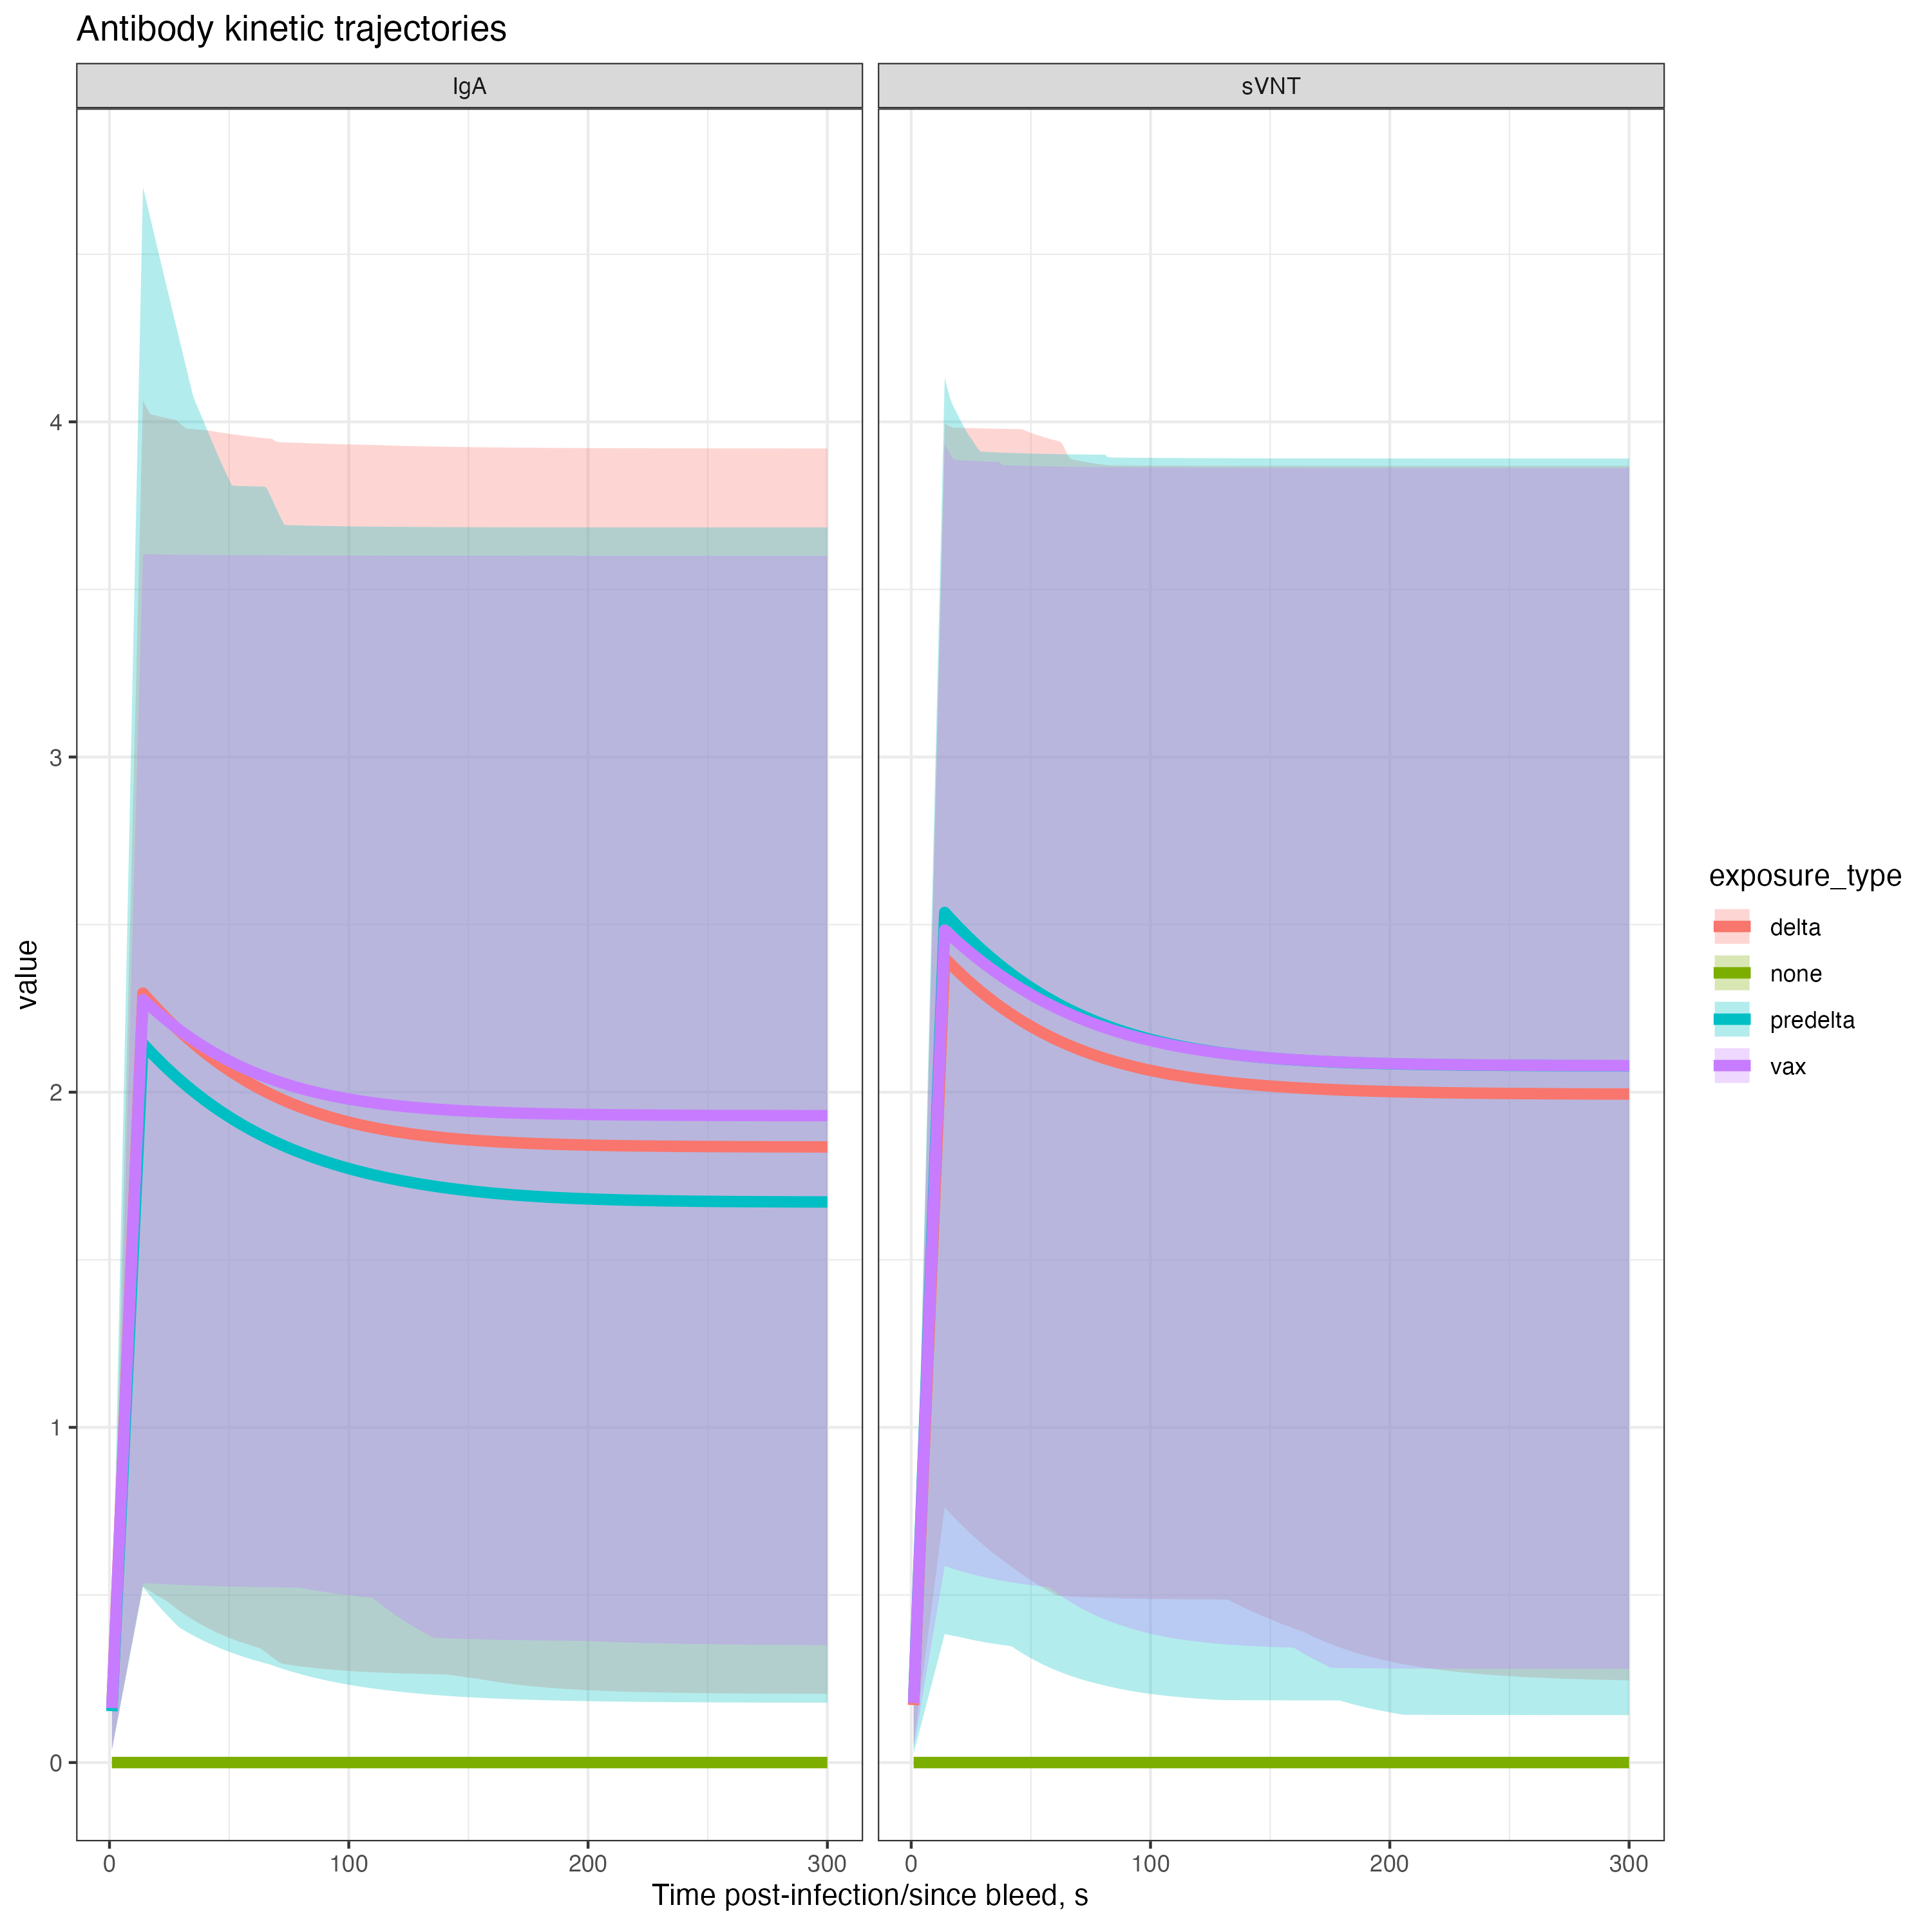 Antibody kinetic trajectories
IgA
sVNT
value
4
3
2
1
0
0 100 200 300
0 100 200 300
Time post-infection/since bleed, s
exposure_type
delta
none
predelta
vax